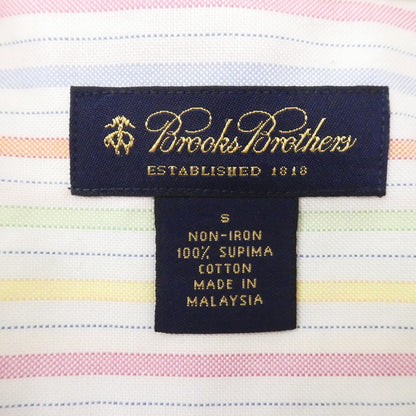 Brooks Brothers
ESTABLISHED 1818
S
NON-IRON
100% SUPIMA
COTTON
MADE IN
MALAYSIA